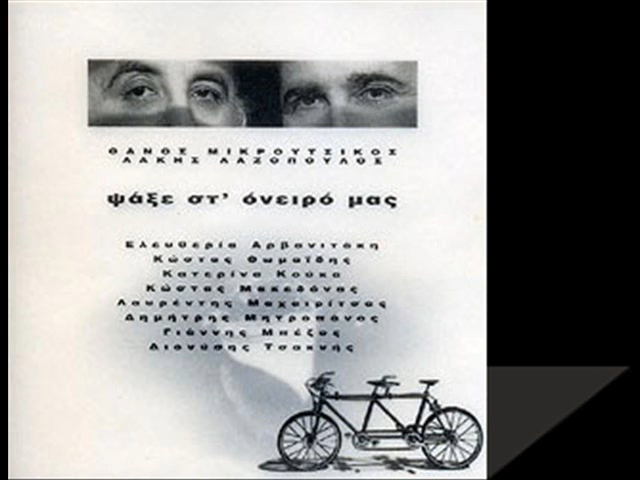 ΘΑΝΟΣ ΜΙΚΡΟΥΤΣΙΚΟΣ
ΛΑΚΗΣ ΛΑΖΟΠΟΥΛΟΣ
ψάξε στ' όνειρό μας
Ελευθερία Αρβανιτάκη
Κώστας Θωμαΐδης
Κατερίνα Κούκα
Κώστας Μακεδόνας
Λαυρέντης Μαχαιρίτσας
Δημήτρης Μητροπάνος
Γιάννης Μπέζος
Διονύσης Τσακνής